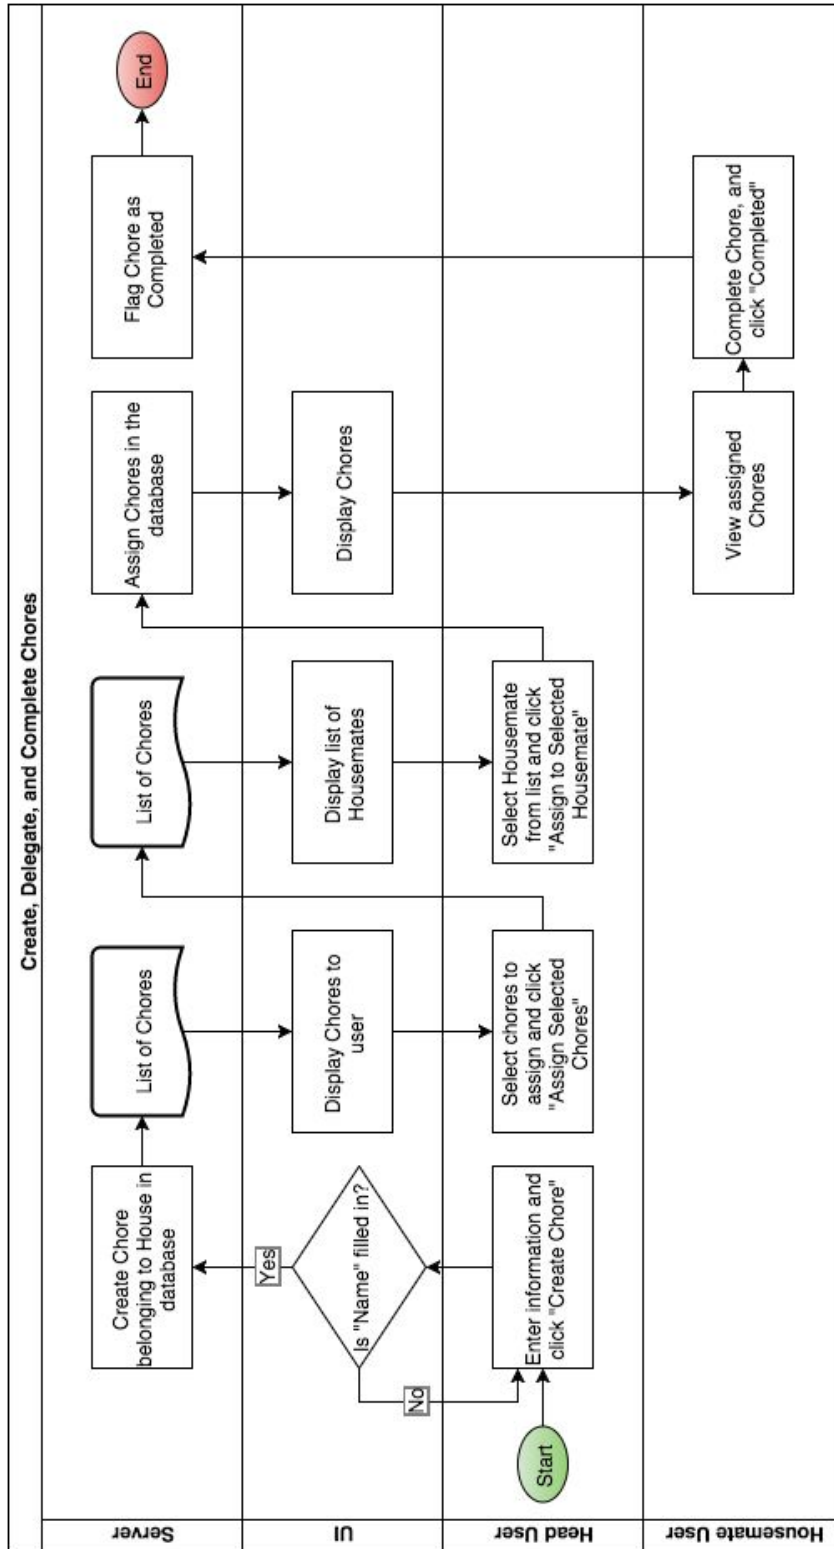 Create, Delegate, and Complete Chores
Server
Create Chore
belonging to House in
database
List of Chores
List of Chores
Assign Chores in the
database
Flag Chore as
Completed
End
UI
Yes
Is "Name" filled in?
No
Display Chores to
user
Display list of
Housemates
Display Chores
Head User
Start
Enter information and
click "Create Chore"
Select chores to
assign and click
"Assign Selected
Chores"
Select Housemate
from list and click
"Assign to Selected
Housemate"
Housemate User
View assigned
Chores
Complete Chore, and
click "Completed"